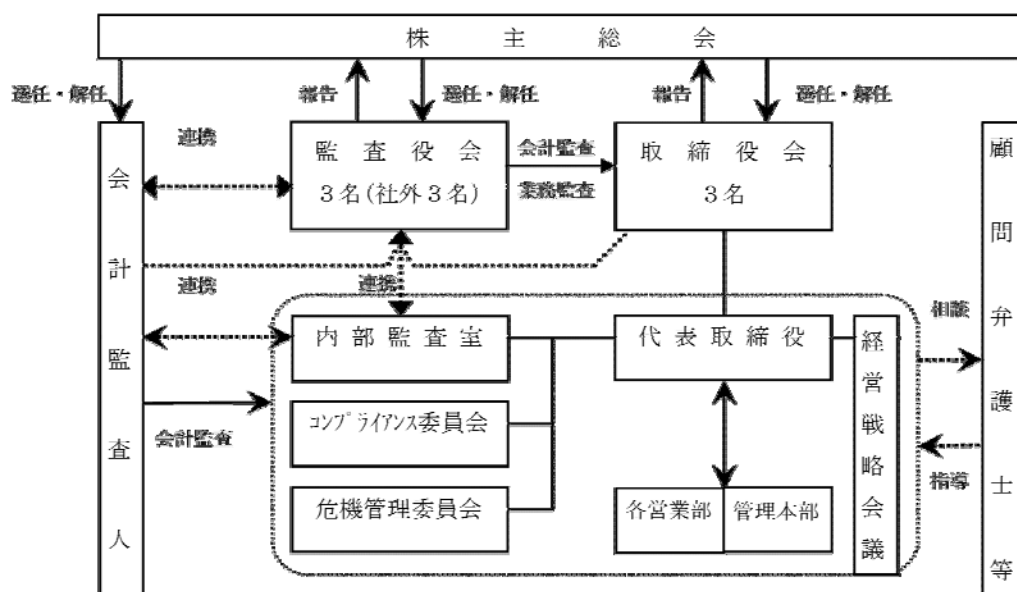 株主総会
選任・解任
報告
選任・解任
報告
選任・解任
会計監査人
連携
監査役会
3名(社外3名)
会計監査
業務監査
取締役会
3名
顧問弁護士等
連携
連携
内部監査室
代表取締役
経営戦略会議
相談
会計監査
コンプライアンス委員会
指導
危機管理委員会
各営業部
管理本部